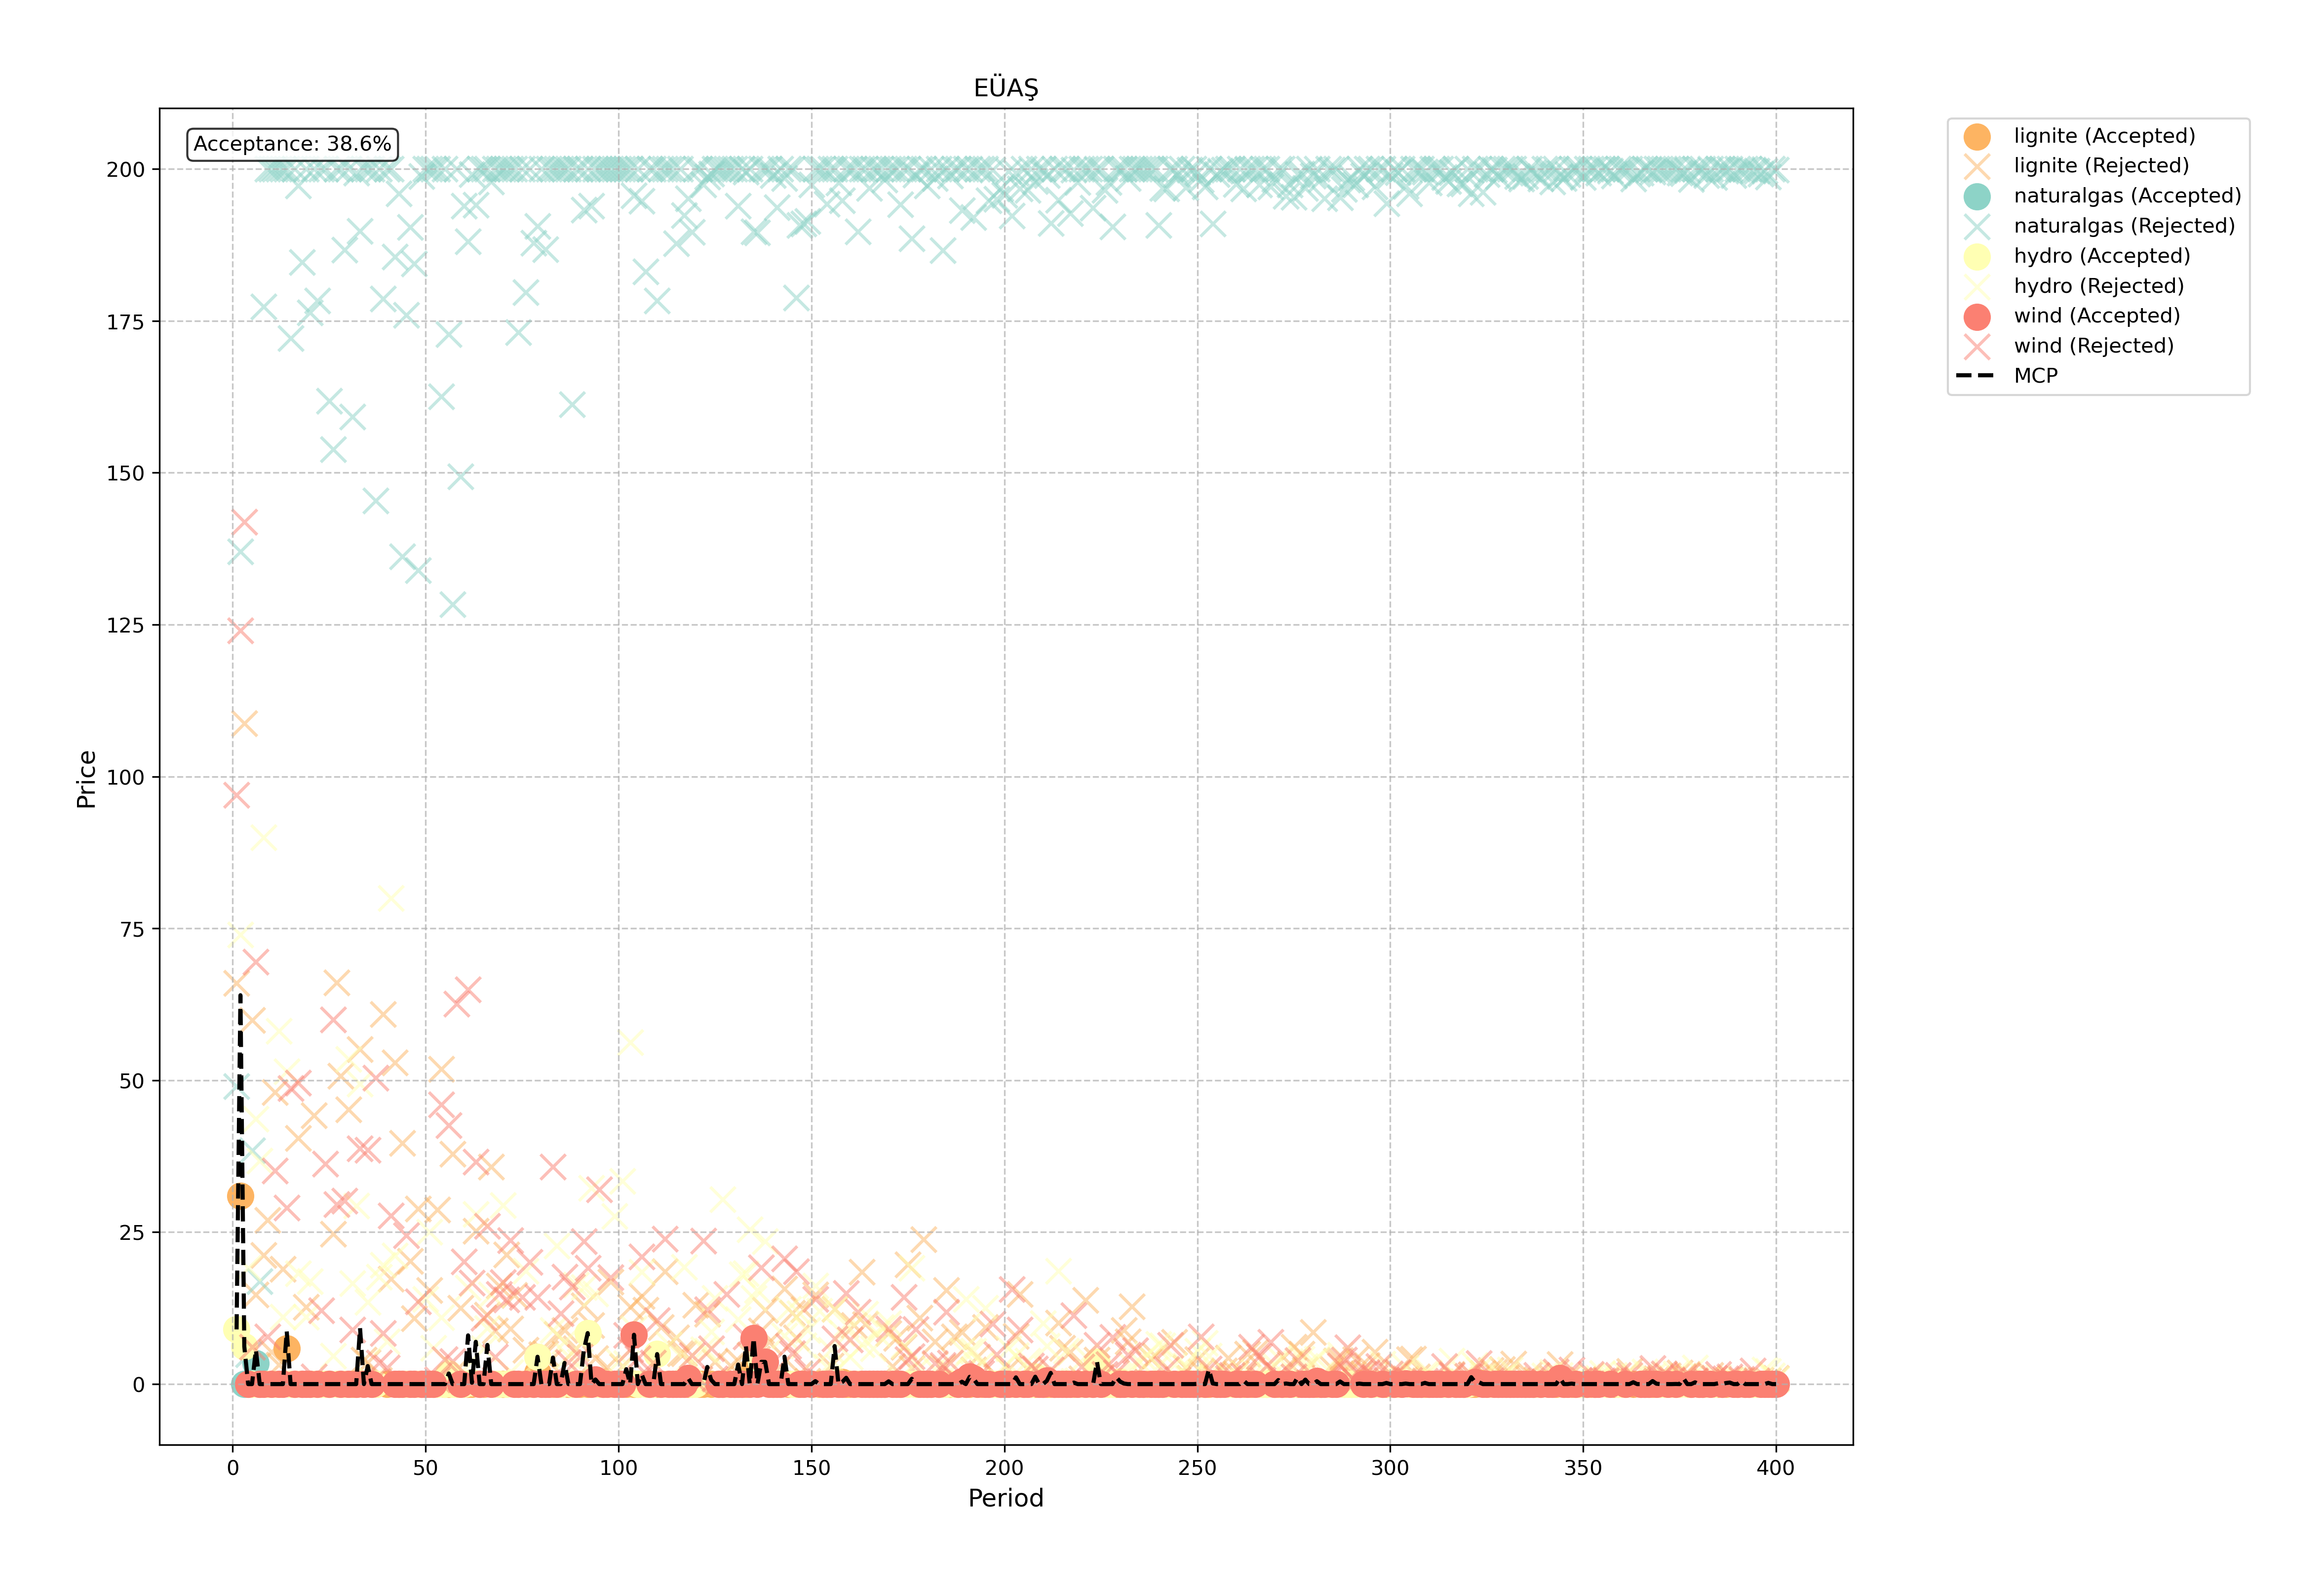 EÜAŞ
Acceptance: 38.6%
lignite (Accepted)
lignite (Rejected)
naturalgas (Accepted)
naturalgas (Rejected)
hydro (Accepted)
hydro (Rejected)
wind (Accepted)
wind (Rejected)
MCP
Price
200
175
150
125
100
75
50
25
0
0 50 100 150 200 250 300 350 400
Period